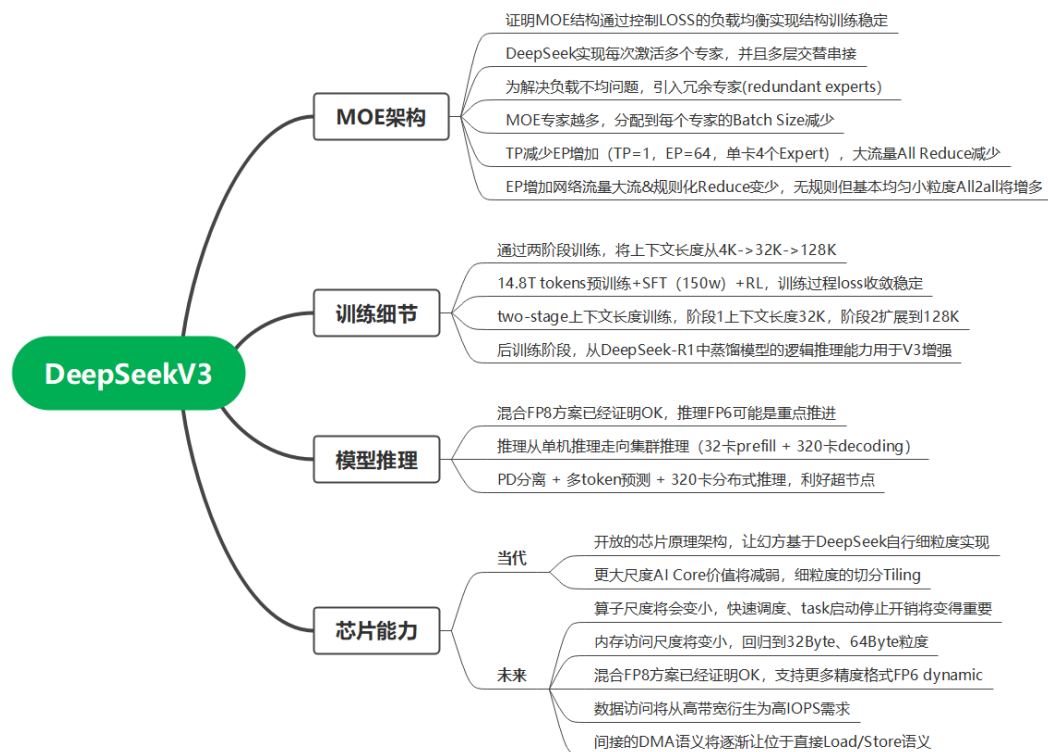 DeepSeekV3
MOE架构
证明MOE结构通过控制LOSS的负载均衡实现结构训练稳定
DeepSeek实现每次激活多个专家，并且多层交替串接
为解决负载不均问题，引入冗余专家(redundant experts)
MOE专家越多，分配到每个专家的Batch Size减少
TP减少EP增加（TP=1，EP=64，单卡4个Expert），大流量All Reduce减少
EP增加网络流量大流&规则化Reduce变少，无规则但基本均匀小粒度All2all将增多
训练细节
通过两阶段训练，将上下文长度从4K->32K->128K
14.8T tokens预训练+SFT（150w）+RL，训练过程loss收敛稳定
two-stage上下文长度训练，阶段1上下文长度32K，阶段2扩展到128K
后训练阶段，从DeepSeek-R1中蒸馏模型的逻辑推理能力用于V3增强
模型推理
混合FP8方案已经证明OK，推理FP6可能是重点推进
推理从单机推理走向集群推理（32卡prefill + 320卡decoding）
PD分离 + 多token预测 + 320卡分布式推理，利好超节点
芯片能力
当代
开放的芯片原理架构，让幻方基于DeepSeek自行细粒度实现
更大尺度AI Core价值将减弱，细粒度的切分Tiling
未来
算子尺度将会变小，快速调度、task启动停止开销将变得重要
内存访问尺度将变小，回归到32Byte、64Byte粒度
混合FP8方案已经证明OK，支持更多精度格式FP6 dynamic
数据访问将从高带宽衍生为高IOPS需求
间接的DMA语义将逐渐让位于直接Load/Store语义